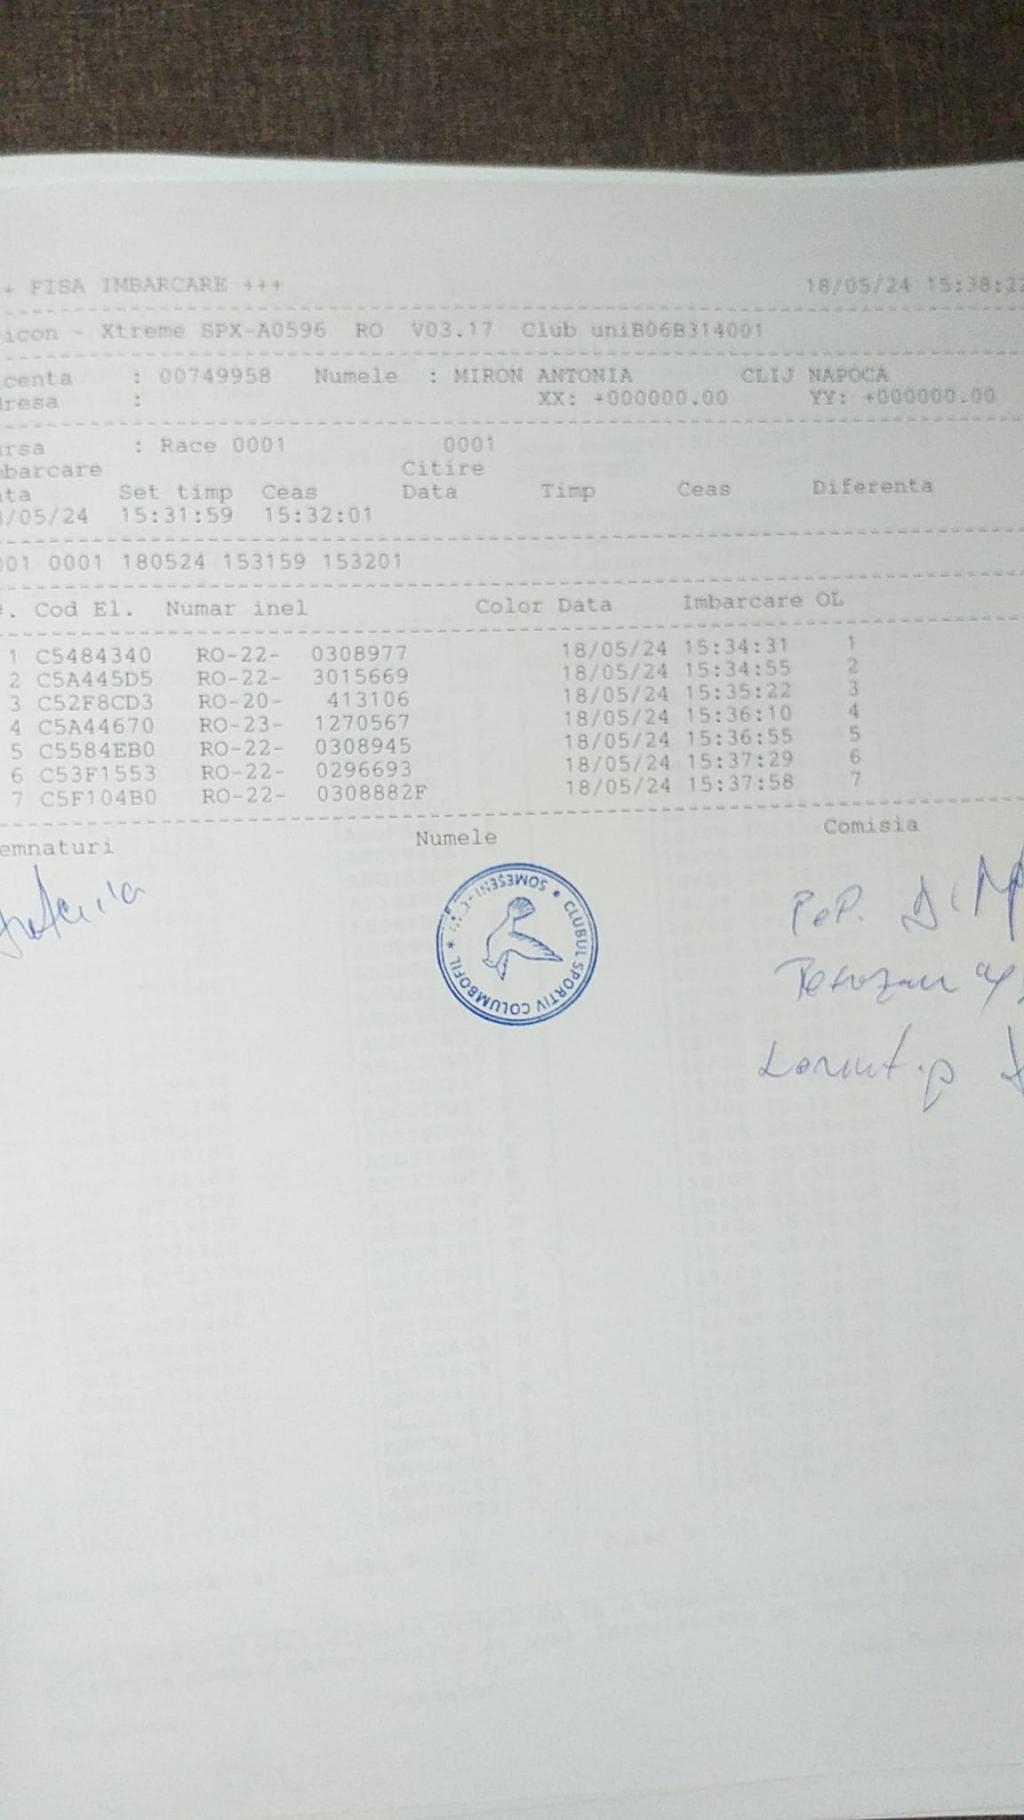 + FISA IMBARCARE +++ 18/05/24 15:38:22
icon - Xtreme SPX-A0596 RO V03.17 Club uniB06B314001
centa : 00749958 Numele : MIRON ANTONIA CLIJ NAPOCA
resa : XX: +000000.00 YY: +000000.00
rsa : Race 0001 0001
mbarcare Citire
ta Set timp Ceas Data Timp Ceas Diferenta
/05/24 15:31:59 15:32:01
001 0001 180524 153159 153201
. Cod El. Numar inel Color Data Imbarcare OL
1 C5484340 RO-22- 0308977 18/05/24 15:34:31 1
2 C5A445D5 RO-22- 3015669 18/05/24 15:34:55 2
3 C52F8CD3 RO-20- 413106 18/05/24 15:35:22 3
4 C5A44670 RO-23- 1270567 18/05/24 15:36:10 4
5 C5584EB0 RO-22- 0308945 18/05/24 15:36:55 5
6 C53F1553 RO-22- 0296693 18/05/24 15:37:29 6
7 C5F104B0 RO-22- 0308882F 18/05/24 15:37:58 7
emnaturi Numele Comisia
CLUBUL SPORTIV COLUMBOFIL * SOMEȘENI